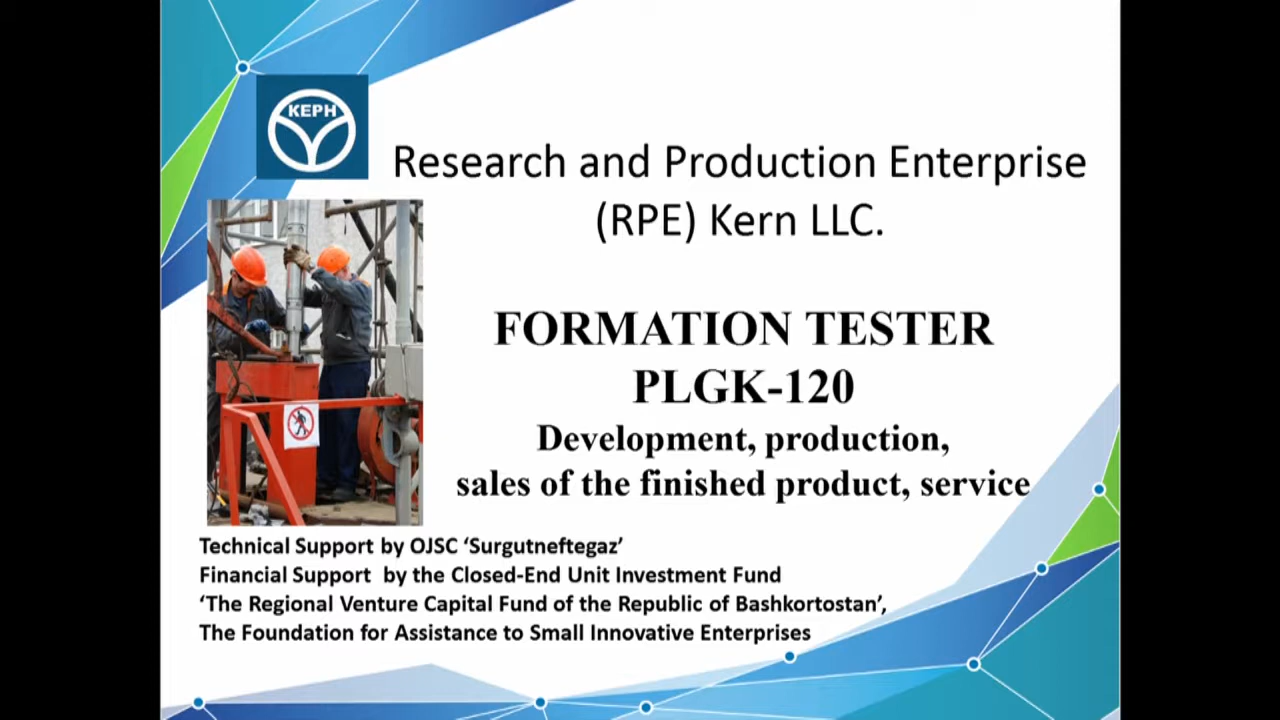 КЕРН
Research and Production Enterprise
(RPE) Kern LLC.
FORMATION TESTER
PLGK-120
Development, production,
sales of the finished product, service
Technical Support by OJSC ‘Surgutneftegaz’
Financial Support by the Closed-End Unit Investment Fund
‘The Regional Venture Capital Fund of the Republic of Bashkortostan’,
The Foundation for Assistance to Small Innovative Enterprises